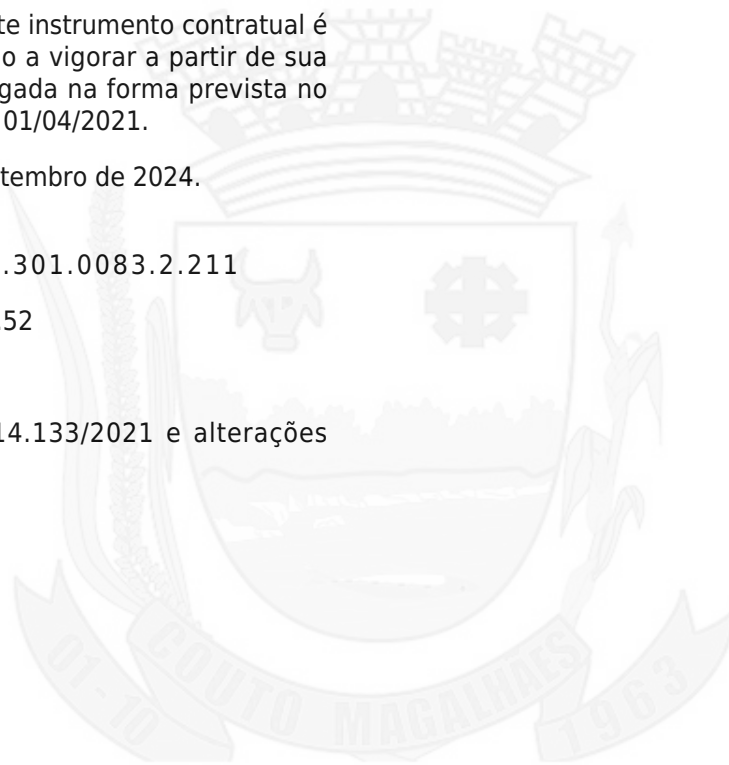 te instrumento contratual é
o a vigorar a partir de sua
gada na forma prevista no
01/04/2021.
tembro de 2024.
.301.0083.2.211
52
14.133/2021 e alterações
01-10 COUTO MAGALHÃES 1963